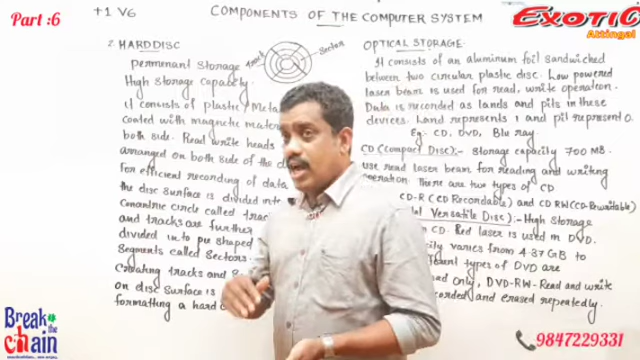 Part :6
+1 V6
COMPONENTS OF THE COMPUTER SYSTEM
EXOTIC
Attingal
2. HARDDISC
permenant Storage
High Storage Capacity
It consists of plastic/Meta
coated with magnetic mater
both side. Read write heads
arranged on both side of the d
For efficient recording of data
the disc surface is divided into
Concentric circle called trac
and tracks are further
divided into pie shaped
Segments called Sectors.
Creating tracks and S
on disc surface is
formatting a hard
Track
Sector
OPTICAL STORAGE.
It consists of an aluminum foil sandwiched
between two circular plastic disc. Low powered
laser beam is used for read, write operation.
Data is recorded as lands and pits in these
devices. Land represents 1 and pit represent 0.
Eg: CD, DVD, Blu ray.
CD (Compact Disc):- Storage capacity 700 MB.
use read laser beam for reading and writing
operation. There are two types of CD
CD-R (CD Recordable) and CD RW (CD-Rewritable)
l Versatile Disc):- High Storage
n CD. Red laser is used in DVD.
city varies from 4.37 GB to
fferent types of DVD are
ead Only, DVD-RW- Read and write
corded and erased repeatedly.
Break
the
chain
9847229331